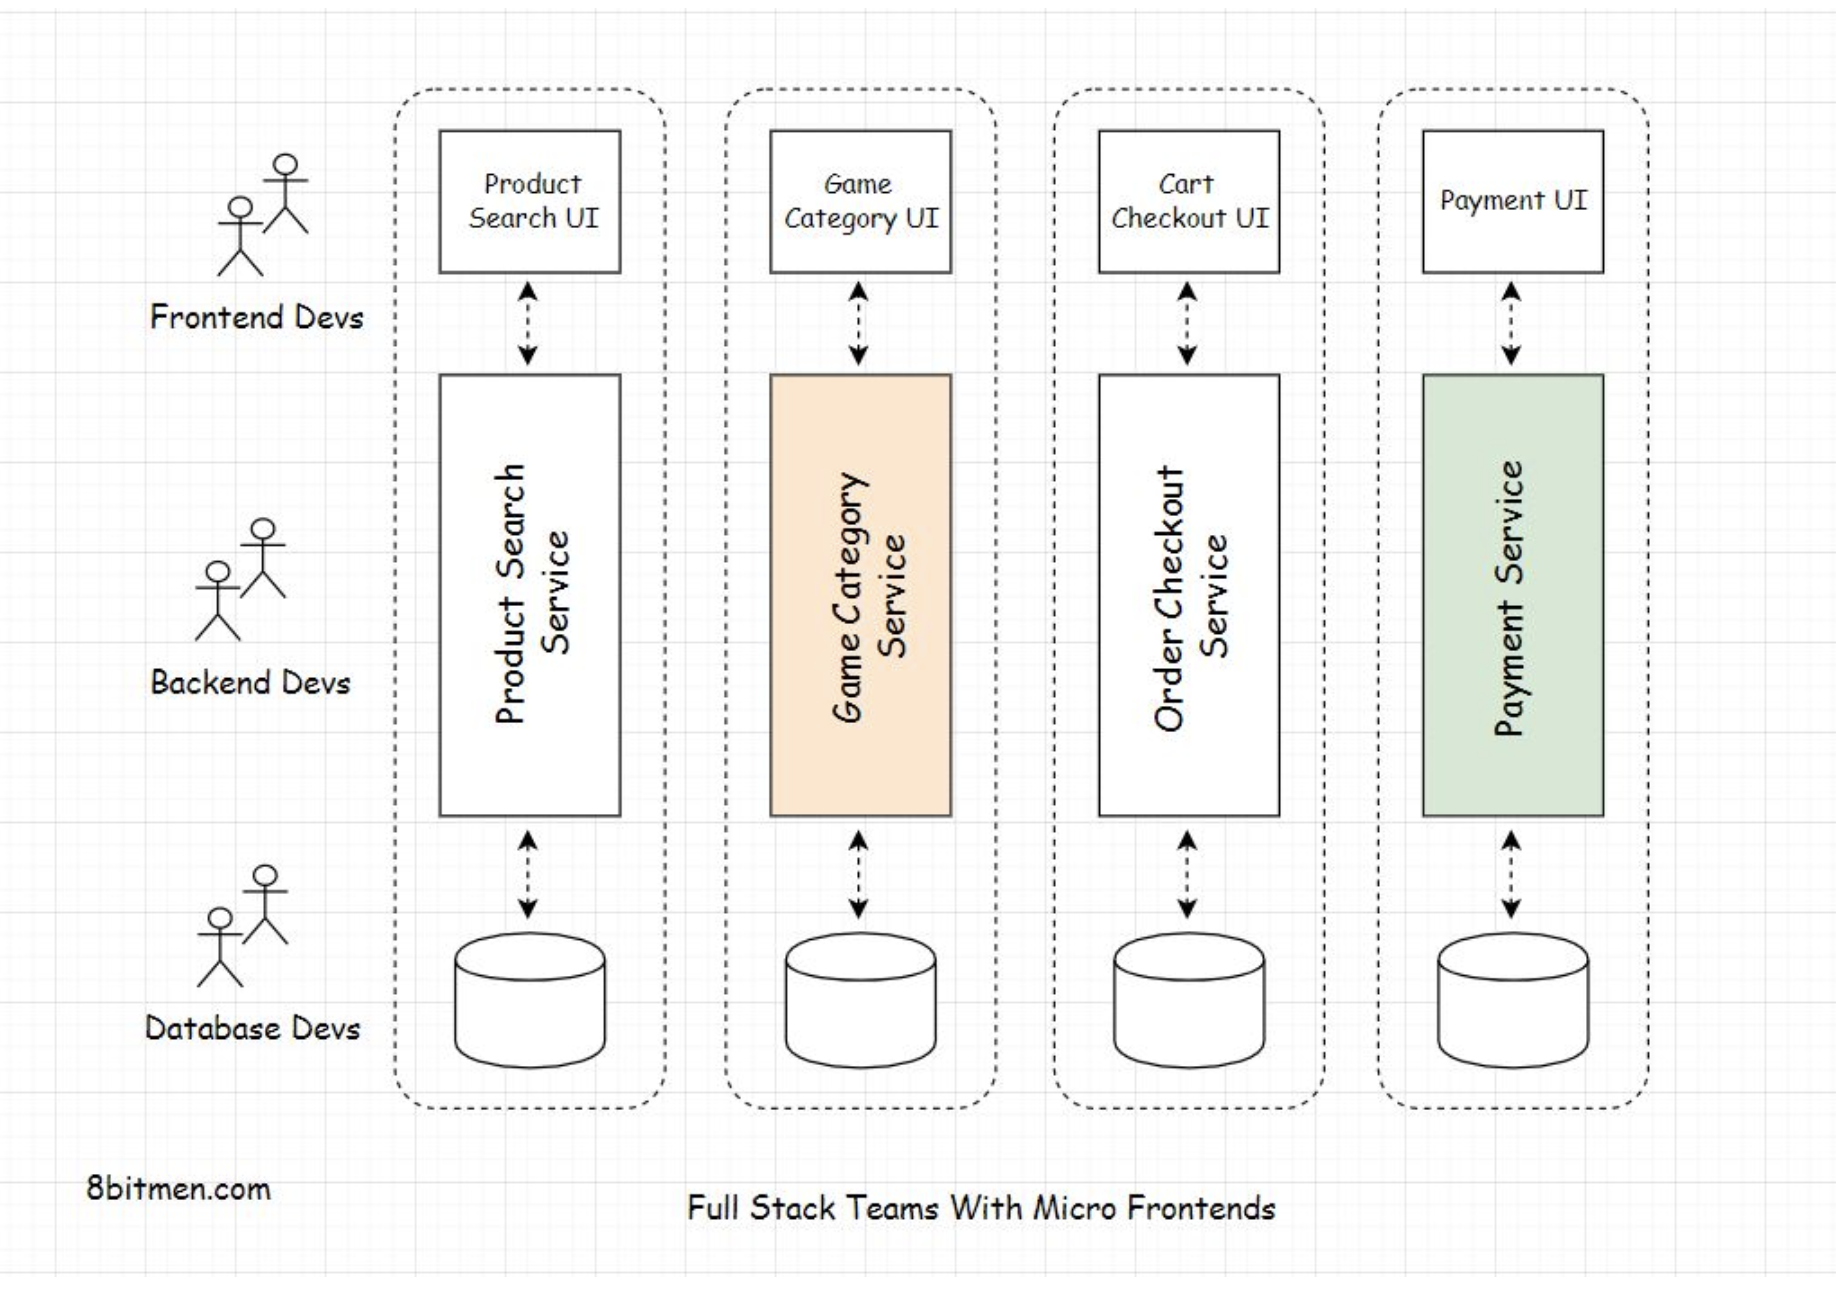 Product
Search UI
Game
Category UI
Cart
Checkout UI
Payment UI
Frontend Devs
Product Search
Service
Game Category
Service
Order Checkout
Service
Payment Service
Backend Devs
Database Devs
8bitmen.com
Full Stack Teams With Micro Frontends